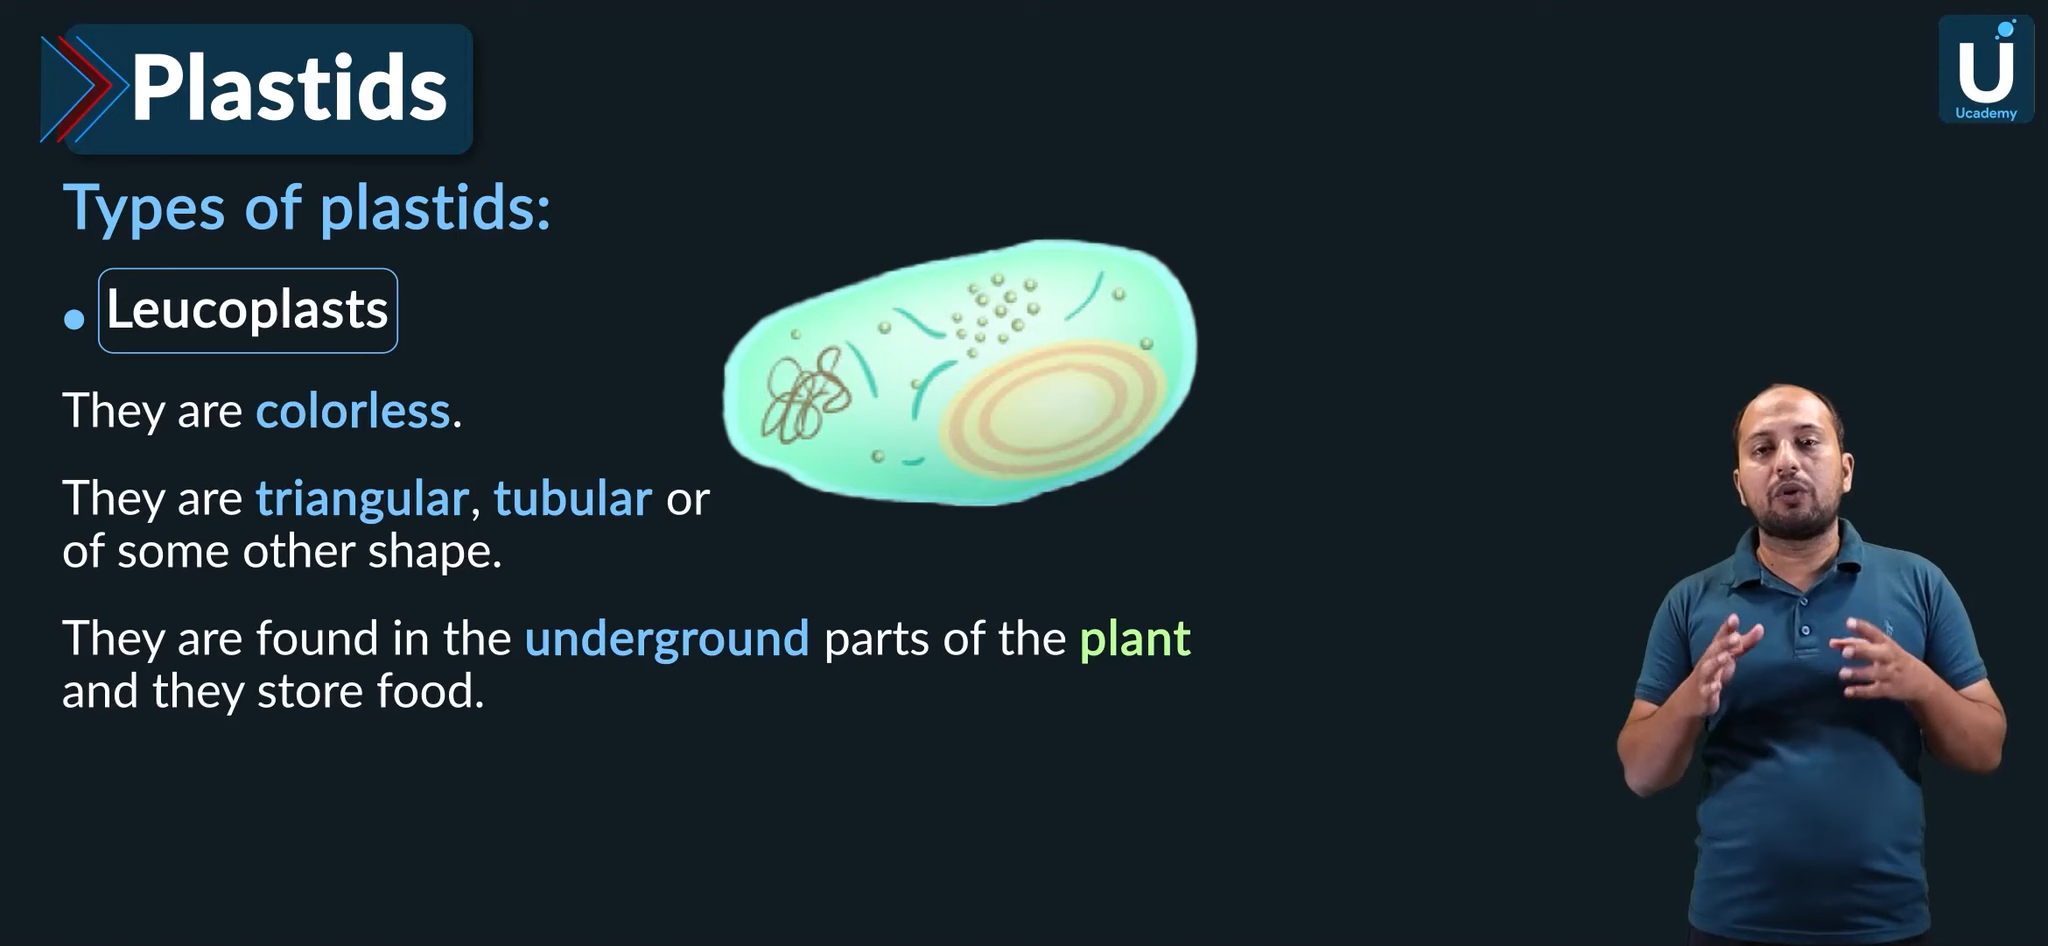 Plastids
U
Ucademy
Types of plastids:
• Leucoplasts
They are colorless.
They are triangular, tubular or
of some other shape.
They are found in the underground parts of the plant
and they store food.